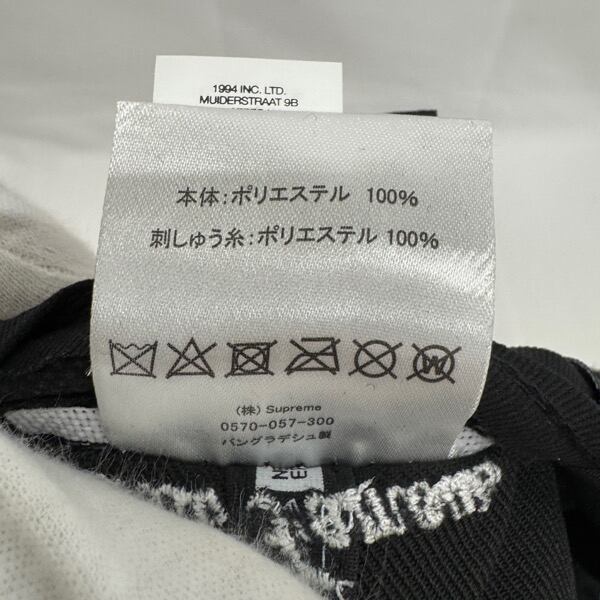 1994 INC. LTD.
MUIDERSTRAAT 9B
本体:ポリエステル 100%
刺しゅう糸:ポリエステル 100%
W
(株) Supreme
0570-057-300
バングラデシュ製
NE